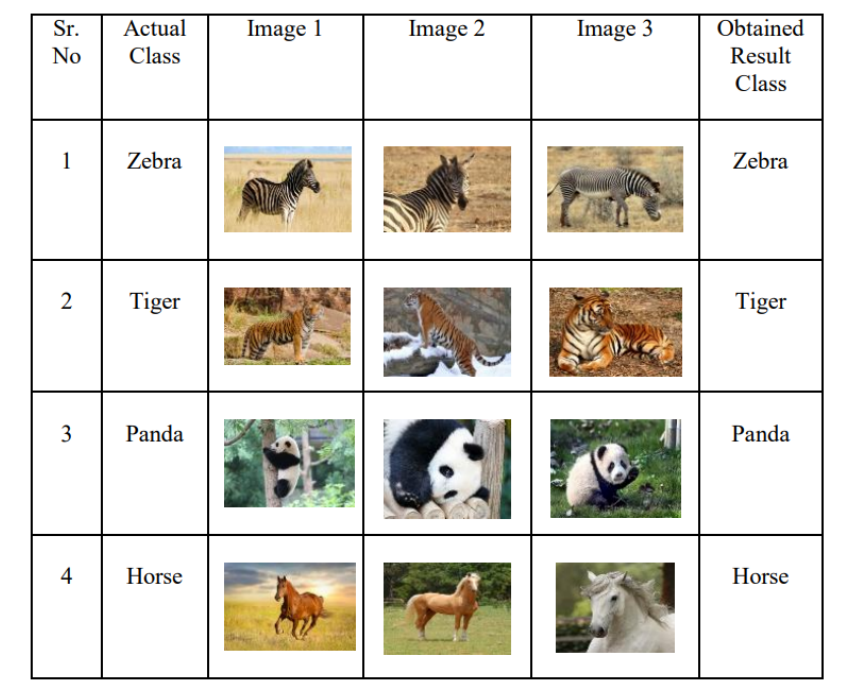 Sr. No
Actual Class
Image 1
Image 2
Image 3
Obtained Result Class
1
Zebra
Zebra
2
Tiger
Tiger
3
Panda
Panda
4
Horse
Horse